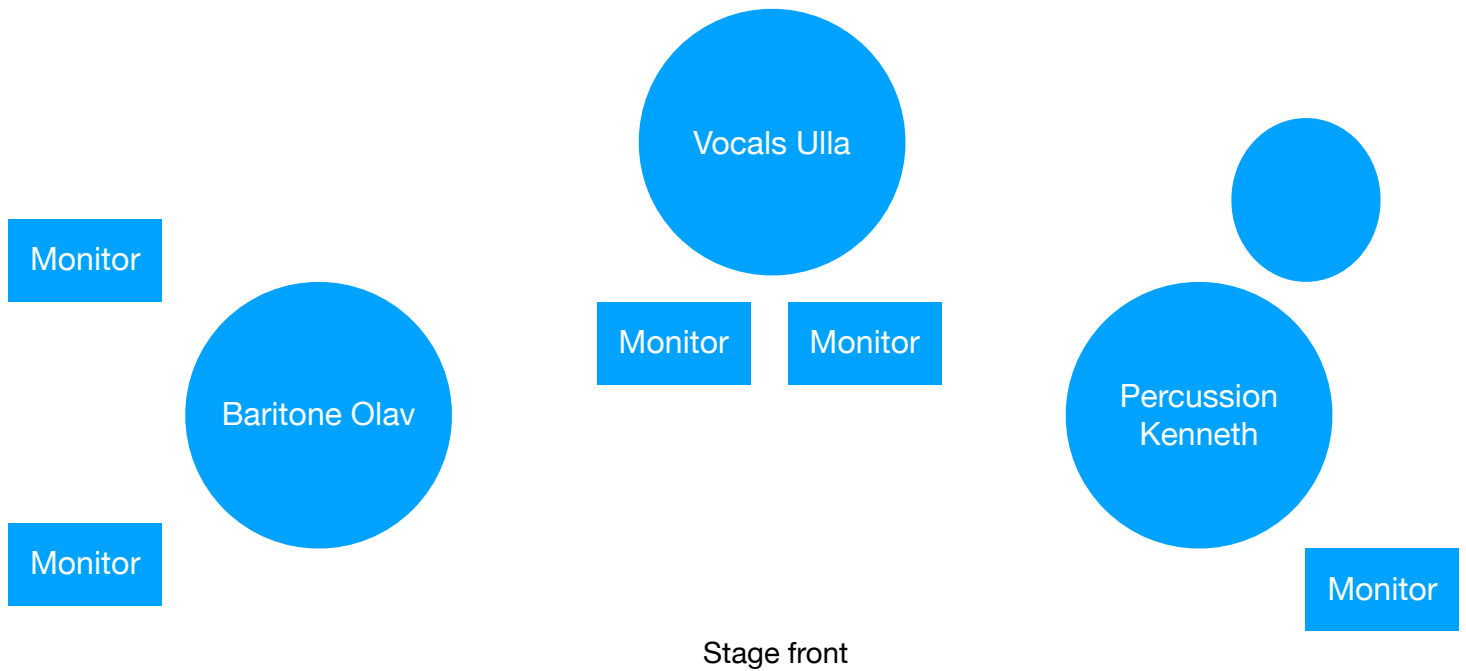 Vocals Ulla
Monitor
Monitor
Monitor
Baritone Olav
Percussion
Kenneth
Monitor
Monitor
Stage front